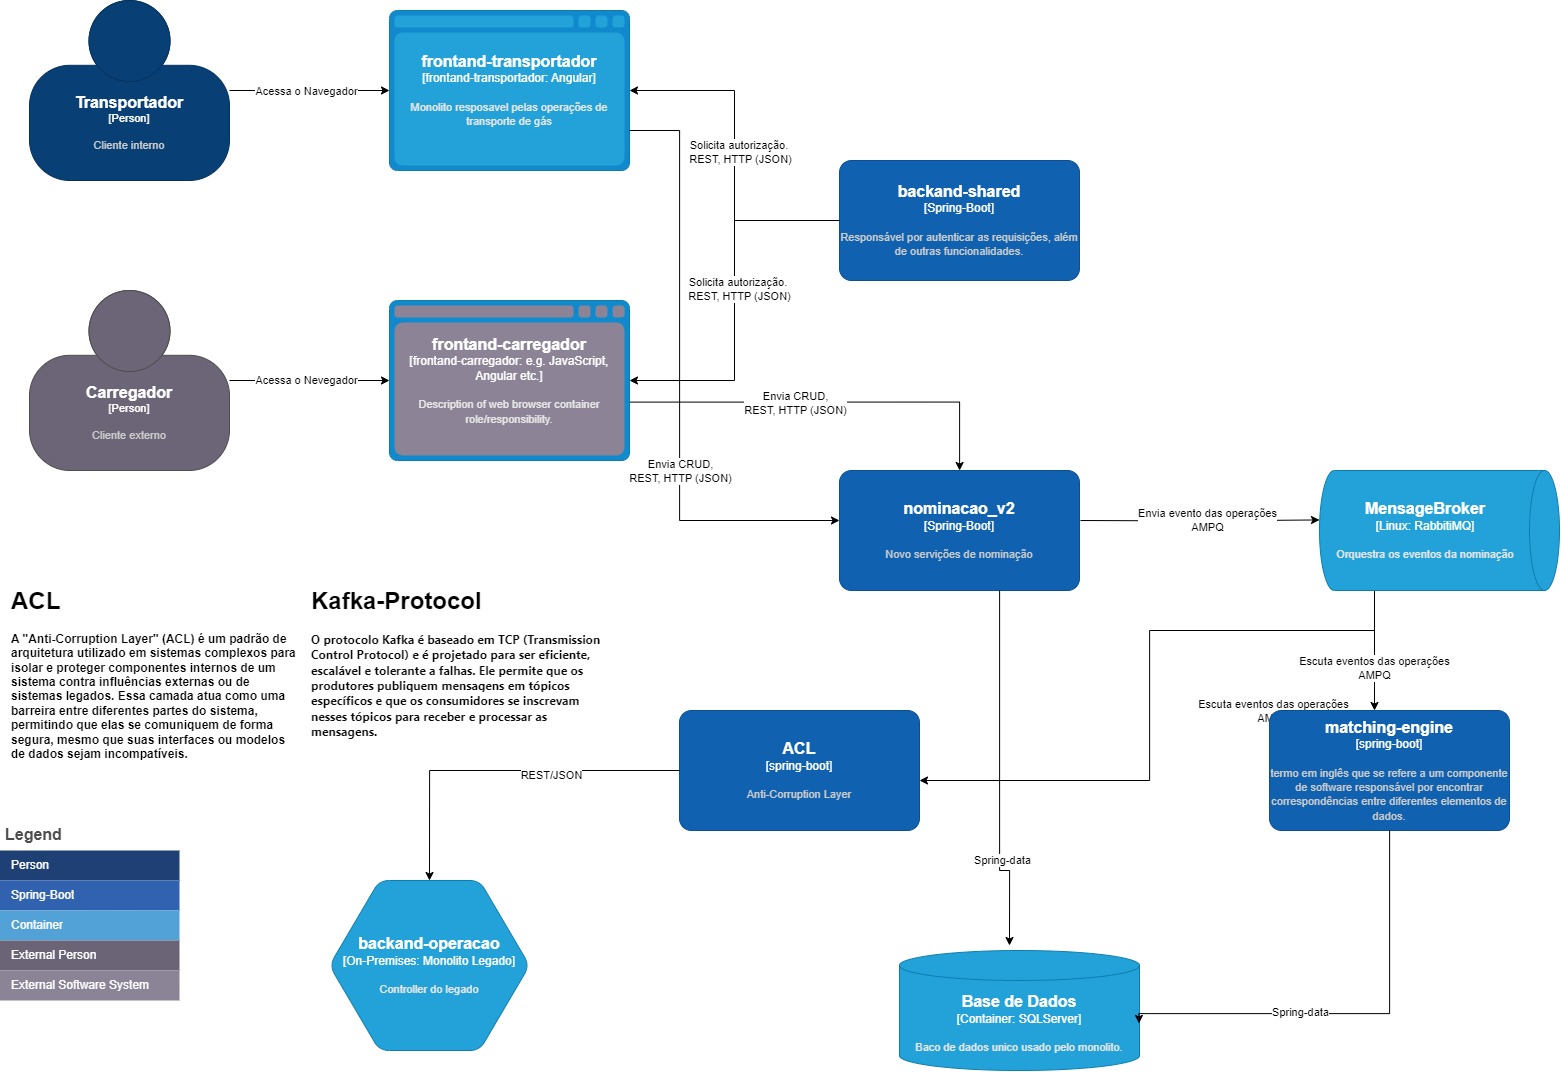 Transportador
[Person]
Cliente interno
Acessa o Navegador
frontand-transportador
[frontand-transportador: Angular]
Monolito resposavel pelas operações de
transporte de gás
Solicita autorização.
REST, HTTP (JSON)
backand-shared
[Spring-Boot]
Responsável por autenticar as requisições, além
de outras funcionalidades.
Solicita autorização.
REST, HTTP (JSON)
Carregador
[Person]
Cliente externo
Acessa o Nevegador
frontand-carregador
[frontand-carregador: e.g. JavaScript,
Angular etc.]
Description of web browser container
role/responsibility.
Envia CRUD,
REST, HTTP (JSON)
Envia CRUD,
REST, HTTP (JSON)
nominacao_v2
[Spring-Boot]
Novo servições de nominação
Envia evento das operações
AMPQ
MessageBroker
[Linux: RabbitiMQ]
Orquestra os eventos da nominação
ACL
A "Anti-Corruption Layer" (ACL) é um padrão de
arquitetura utilizado em sistemas complexos para
isolar e proteger componentes internos de um
sistema contra influências externas ou de
sistemas legados. Essa camada atua como uma
barreira entre diferentes partes do sistema,
permitindo que elas se comuniquem de forma
segura, mesmo que suas interfaces ou modelos
de dados sejam incompatíveis.
Kafka-Protocol
O protocolo Kafka é baseado em TCP (Transmission
Control Protocol) e é projetado para ser eficiente,
escalável e tolerante a falhas. Ele permite que os
produtores publiquem mensagens em tópicos
específicos e que os consumidores se inscrevam
nesses tópicos para receber e processar as
mensagens.
Escuta eventos das operações
AMPQ
Escuta eventos das operações
ACL
[spring-boot]
Anti-Corruption Layer
matching-engine
[spring-boot]
termo em inglês que se refere a um componente
de software responsável por encontrar
correspondências entre diferentes elementos de
dados.
REST/JSON
Legend
Person
Spring-Boot
Container
External Person
External Software System
Spring-data
backand-operacao
[On-Premises: Monolito Legado]
Controller do legado
Base de Dados
[Container: SQLServer]
Baco de dados unico usado pelo monolito.
Spring-data